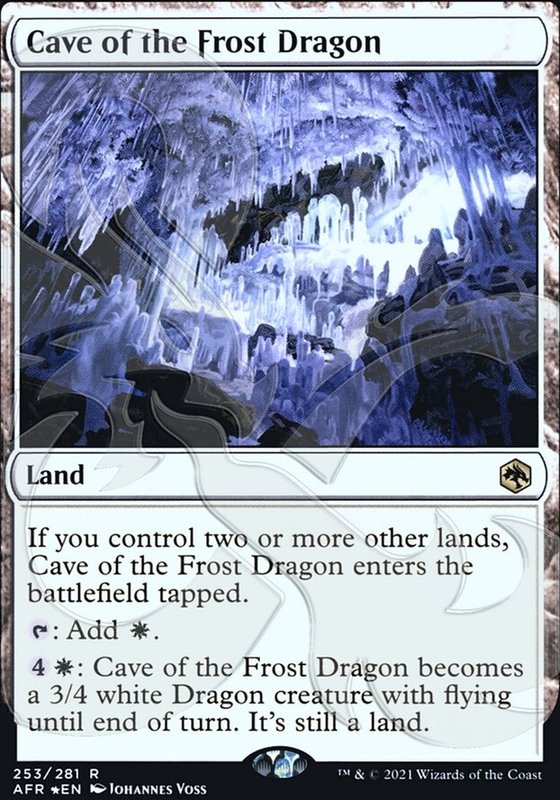 Cave of the Frost Dragon
Land
If you control two or more other lands,
Cave of the Frost Dragon enters the
battlefield tapped.
: Add .
4 : Cave of the Frost Dragon becomes
a 3/4 white Dragon creature with flying
until end of turn. It's still a land.
253/281 R
AFR ★EN Johannes Voss
™ & © 2021 Wizards of the Coast